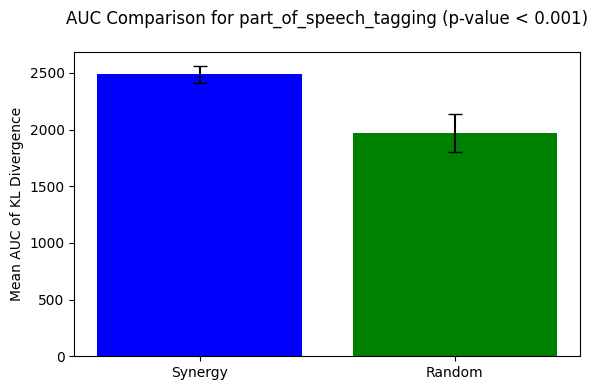 AUC Comparison for part_of_speech_tagging (p-value < 0.001)
Mean AUC of KL Divergence
2500
2000
1500
1000
500
0
Synergy
Random